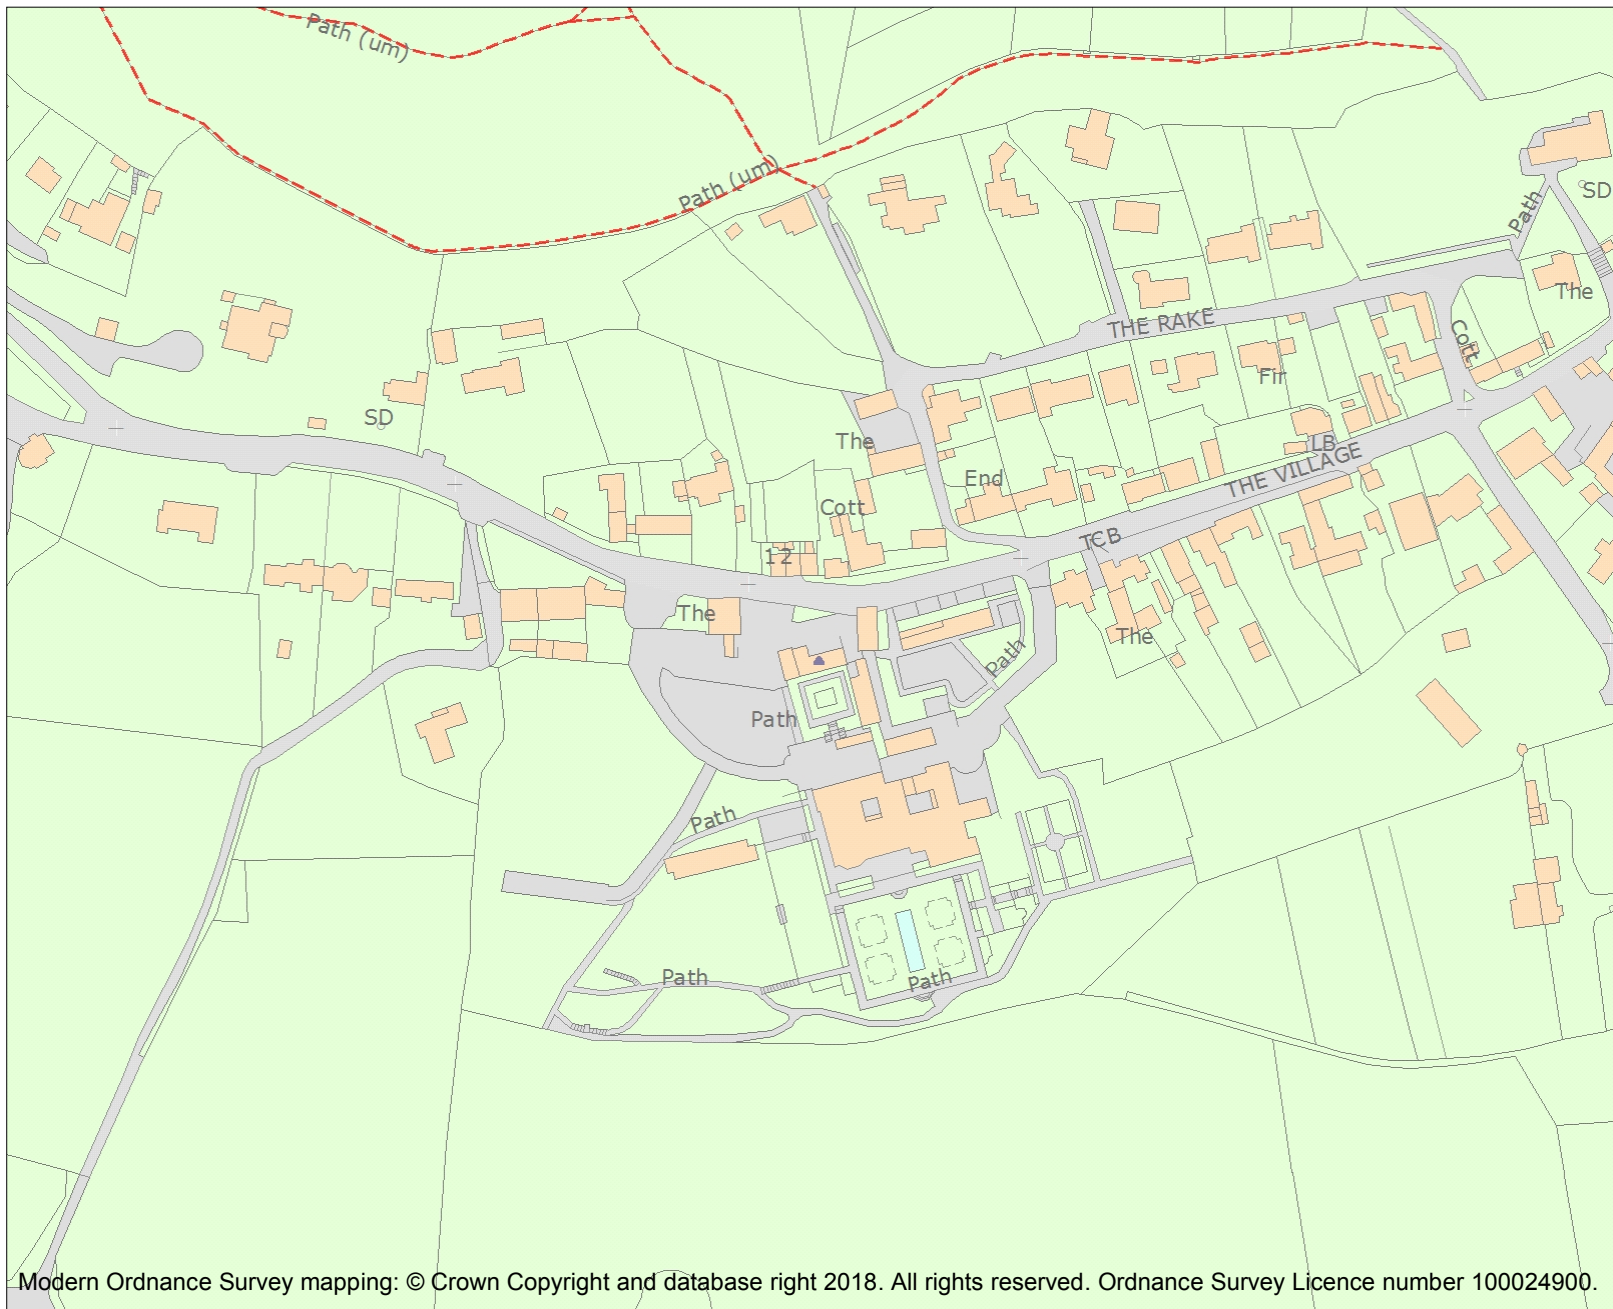 Path (um)
Path (um)
SD
Path
The
THE RAKE
Cott
Fir
SD
The
LB
THE VILLAGE
End
Cott
TCB
12
The
The
Path
Path
Path
Path
Path
Modern Ordnance Survey mapping: © Crown Copyright and database right 2018. All rights reserved. Ordnance Survey Licence number 100024900.